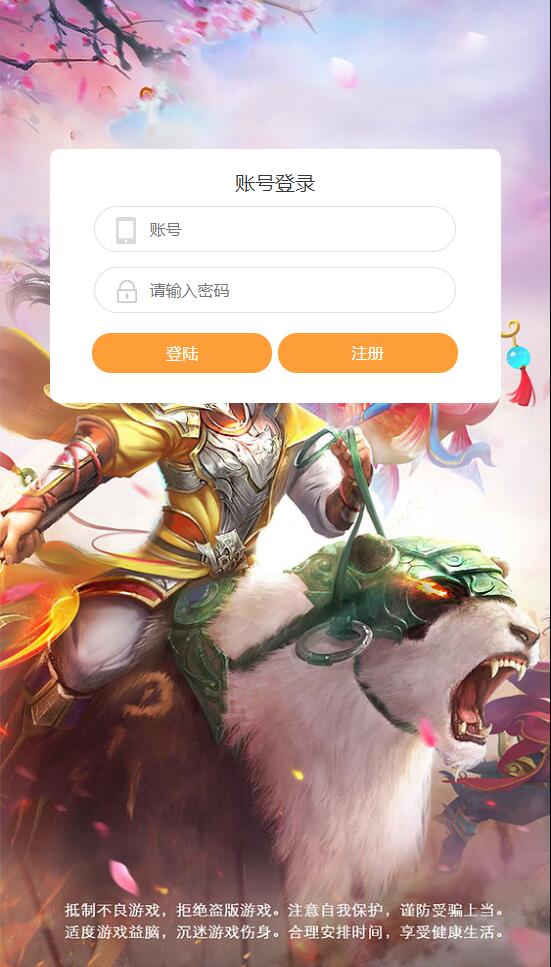 账号登录
账号
请输入密码
登陆
注册
抵制不良游戏，拒绝盗版游戏。注意自我保护，谨防受骗上当。
适度游戏益脑，沉迷游戏伤身。合理安排时间，享受健康生活。